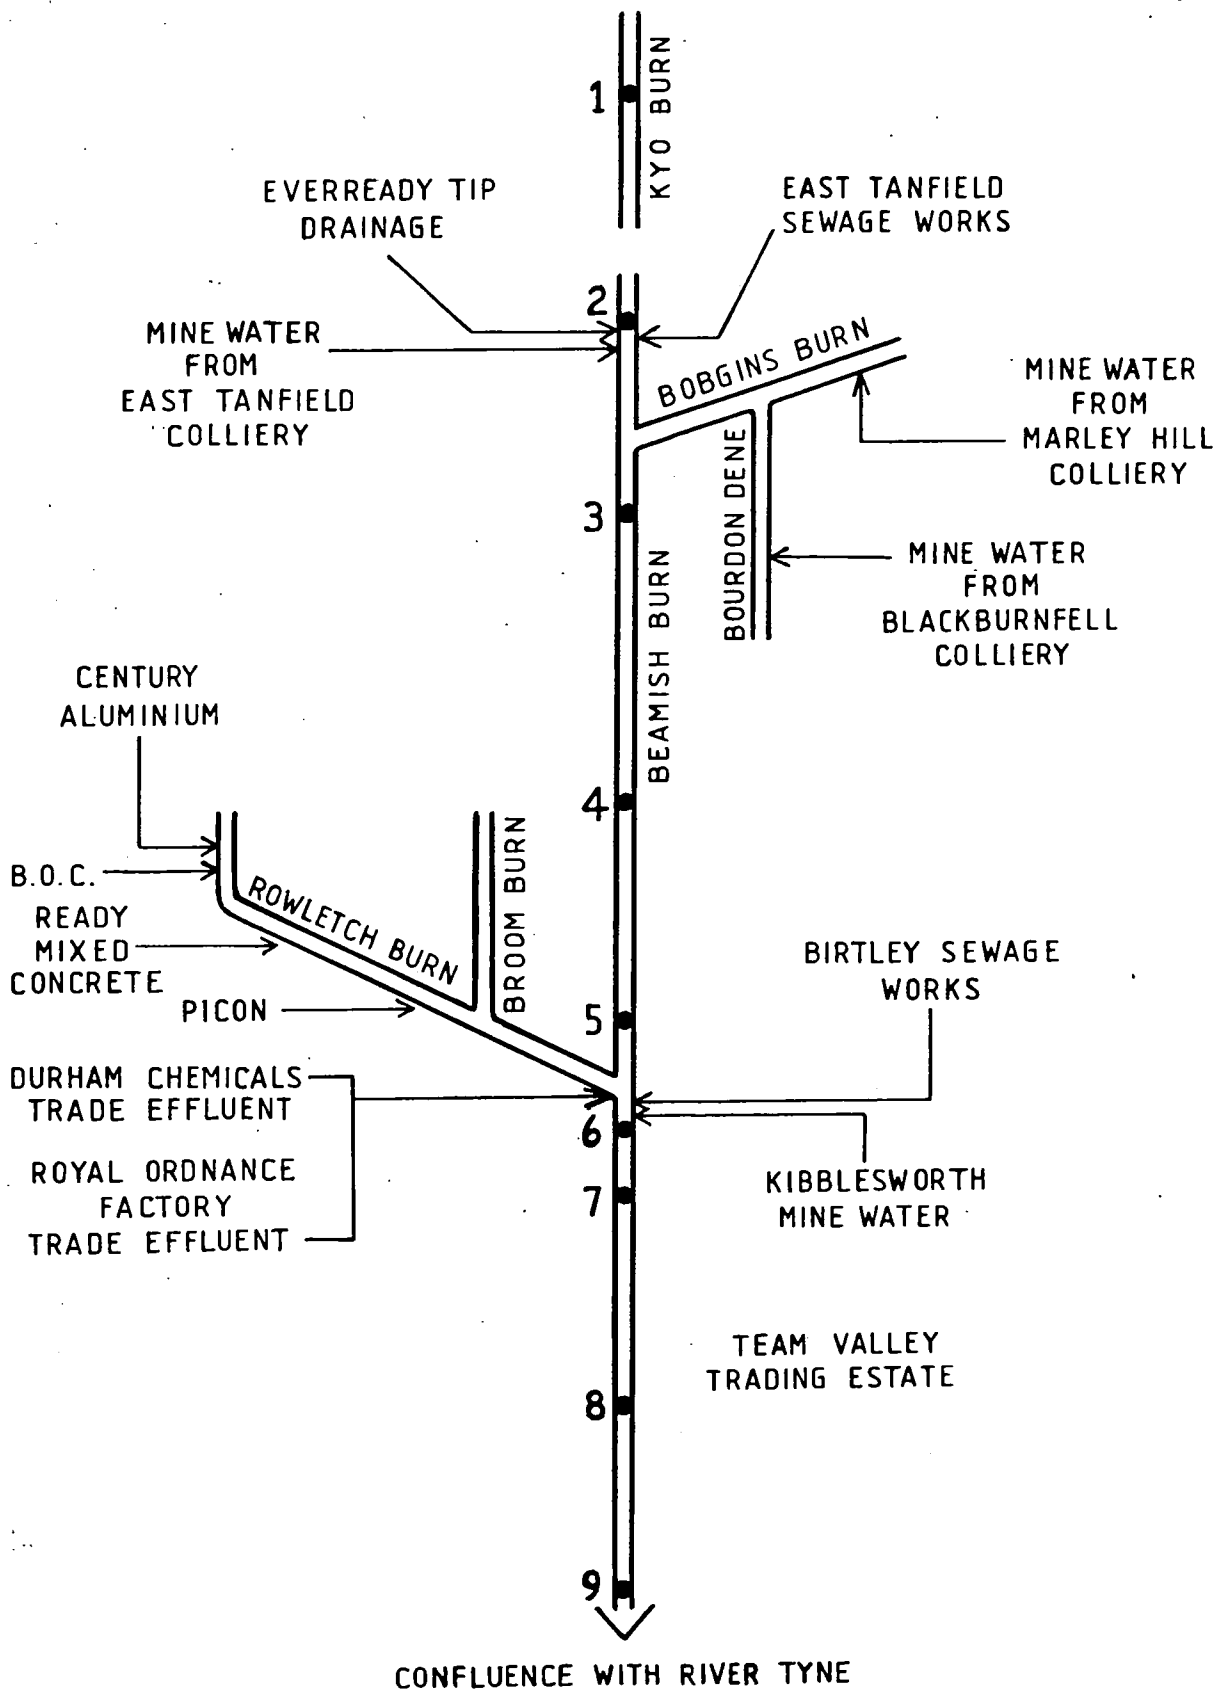 1
KYO BURN
EVERREADY TIP
DRAINAGE
EAST TANFIELD
SEWAGE WORKS
2
MINE WATER
FROM
EAST TANFIELD
COLLIERY
BOBGINS BURN
MINE WATER
FROM
MARLEY HILL
COLLIERY
3
BOURDON DENE
BEAMISH BURN
MINE WATER
FROM
BLACKBURNFELL
COLLIERY
CENTURY
ALUMINIUM
4
B.O.C.
ROWLETCH BURN
BROOM BURN
READY
MIXED
CONCRETE
PICON
5
BIRTLEY SEWAGE
WORKS
DURHAM CHEMICALS
TRADE EFFLUENT
6
ROYAL ORDNANCE
FACTORY
TRADE EFFLUENT
7
KIBBLESWORTH
MINE WATER
TEAM VALLEY
TRADING ESTATE
8
9
CONFLUENCE WITH RIVER TYNE